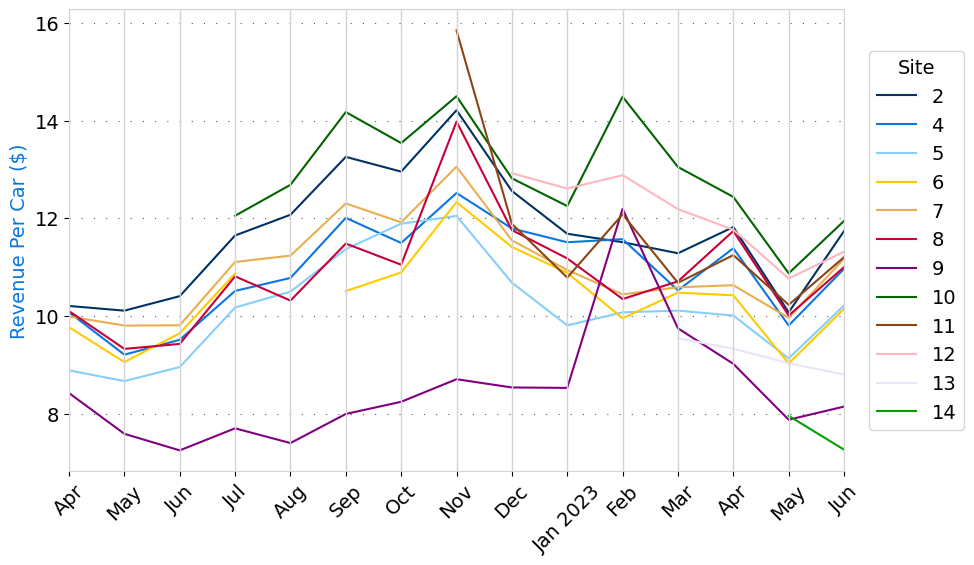 Revenue Per Car ($)
16
14
12
10
8
Apr
May
Jun
Jul
Aug
Sep
Oct
Nov
Dec
Jan 2023
Feb
Mar
Apr
May
Jun
Site
2
4
5
6
7
8
9
10
11
12
13
14